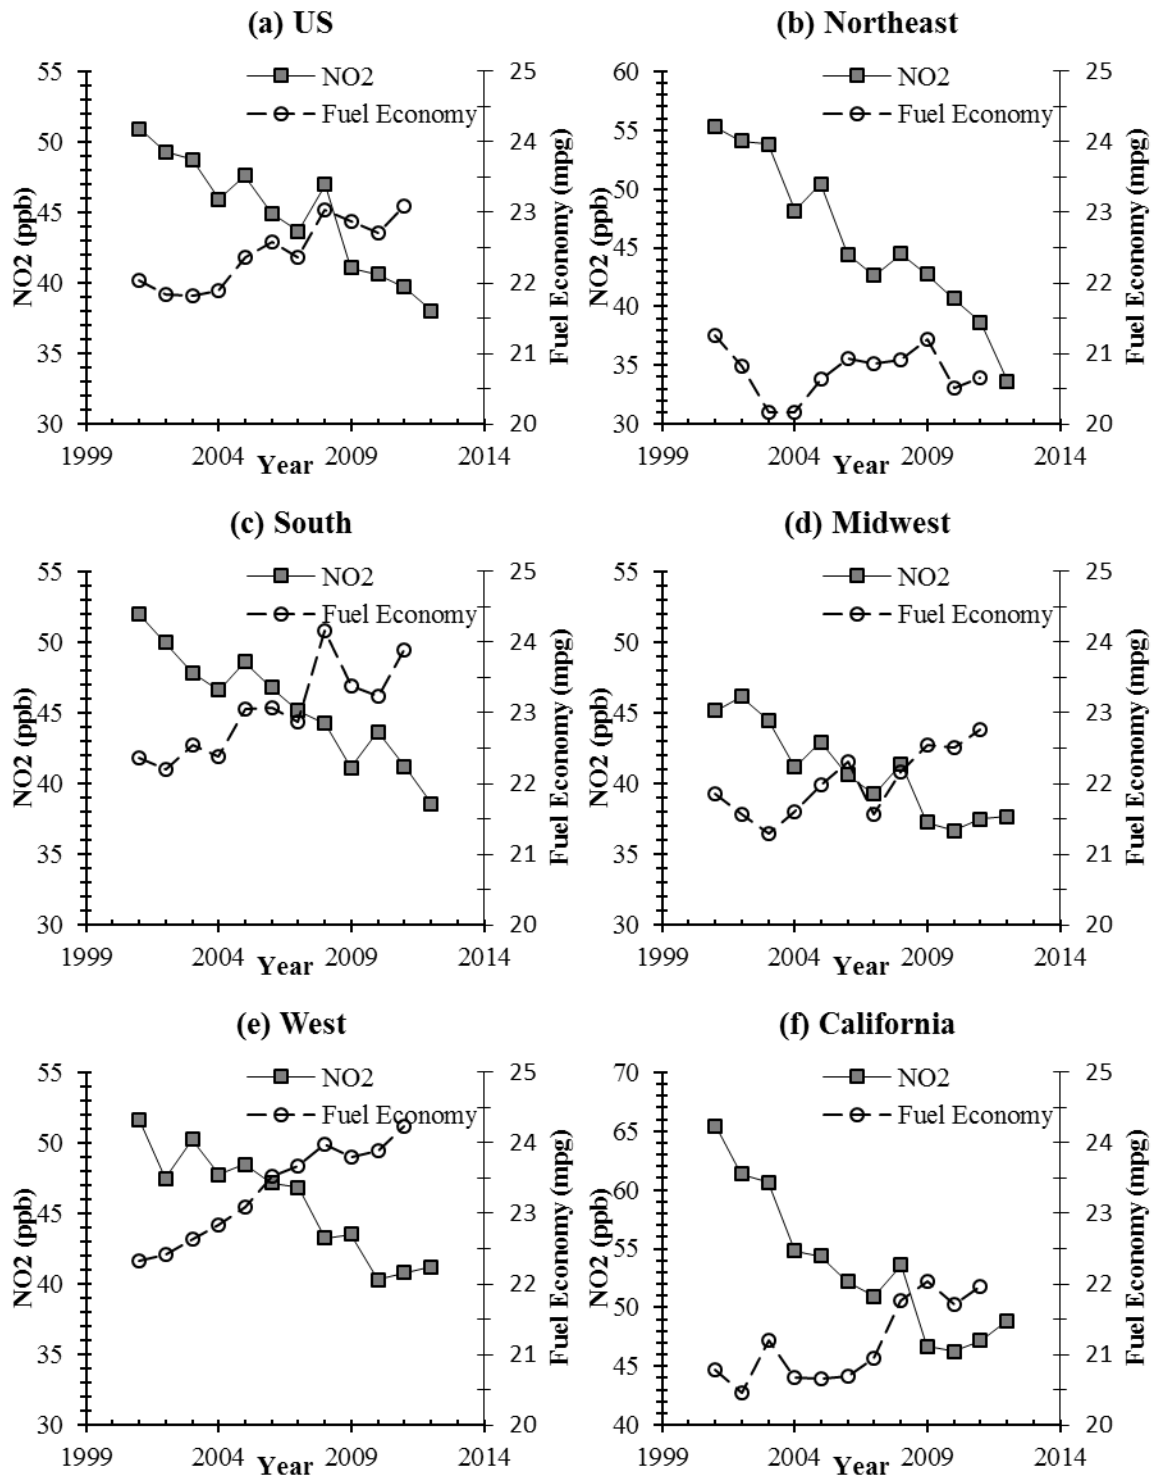 (a) US
NO2
Fuel Economy
55
50
45
40
35
30
NO2 (ppb)
25
24
23
22
21
20
Fuel Economy (mpg)
1999
2004
2009
2014
Year
(b) Northeast
NO2
Fuel Economy
60
55
50
45
40
35
30
NO2 (ppb)
25
24
23
22
21
20
Fuel Economy (mpg)
1999
2004
2009
2014
Year
(c) South
NO2
Fuel Economy
55
50
45
40
35
30
NO2 (ppb)
25
24
23
22
21
20
Fuel Economy (mpg)
1999
2004
2009
2014
Year
(d) Midwest
NO2
Fuel Economy
55
50
45
40
35
30
NO2 (ppb)
25
24
23
22
21
20
Fuel Economy (mpg)
1999
2004
2009
2014
Year
(e) West
NO2
Fuel Economy
55
50
45
40
35
30
NO2 (ppb)
25
24
23
22
21
20
Fuel Economy (mpg)
1999
2004
2009
2014
Year
(f) California
NO2
Fuel Economy
70
65
60
55
50
45
40
NO2 (ppb)
25
24
23
22
21
20
Fuel Economy (mpg)
1999
2004
2009
2014
Year